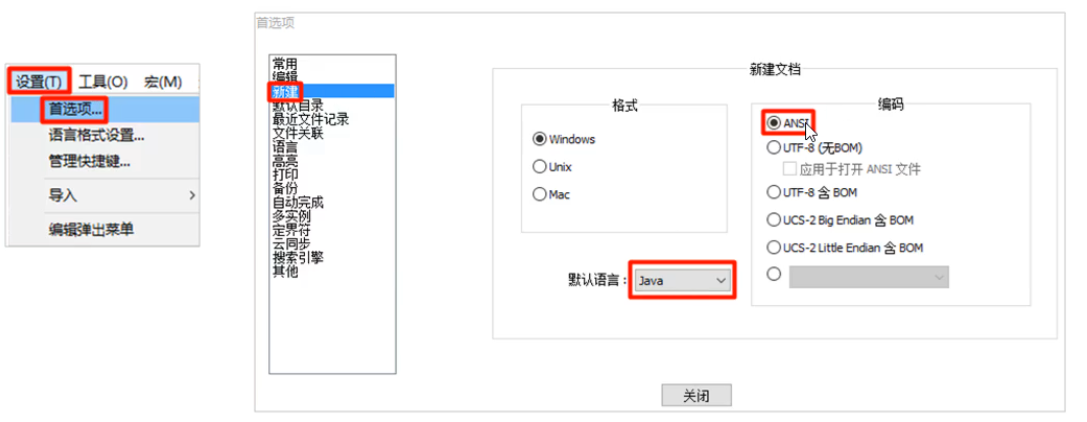 设置(T) 工具(O) 宏(M)
首选项...
语言格式设置...
管理快捷键...
导入
编辑弹出菜单
首选项
常用
编辑
新建
默认目录
最近文件记录
文件关联
语言
高亮
打印
备份
自动完成
多实例
定界符
云同步
搜索引擎
其他
新建文档
格式
Windows
Unix
Mac
默认语言：
Java
编码
ANSI
UTF-8 (无BOM)
应用于打开 ANSI 文件
UTF-8 含 BOM
UCS-2 Big Endian 含 BOM
UCS-2 Little Endian 含 BOM
关闭